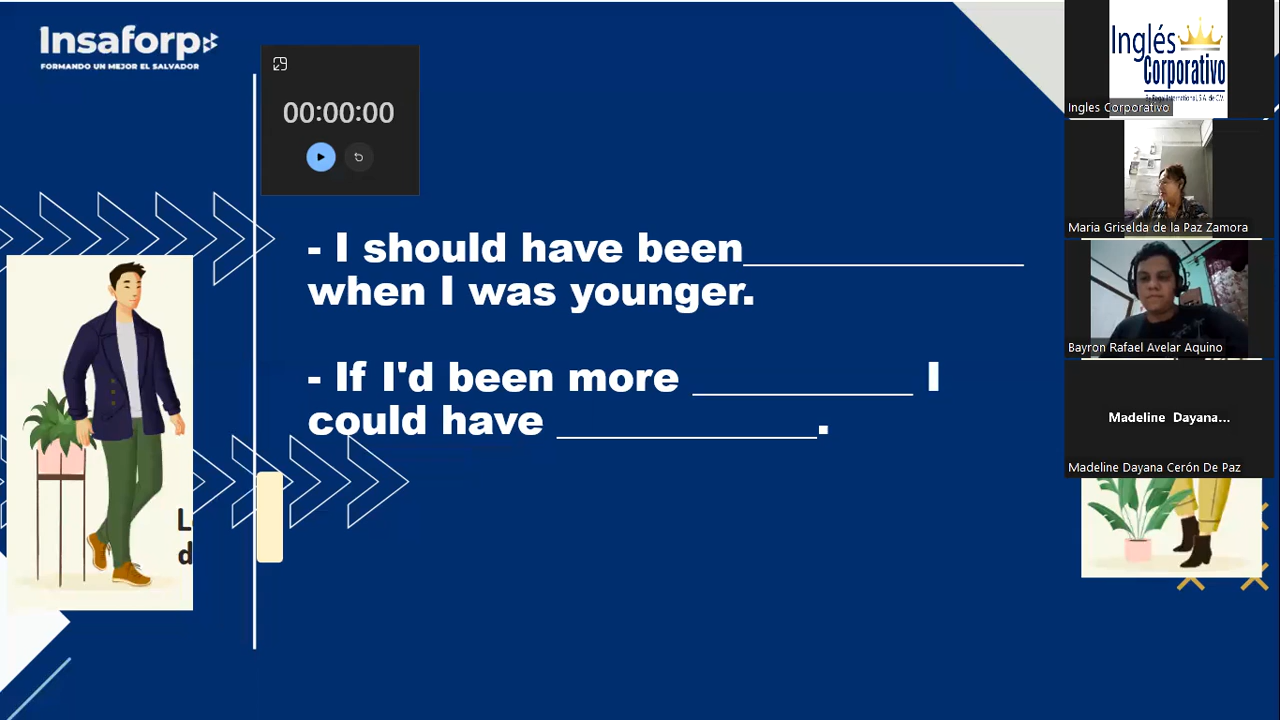 Insaforp
FORMANDO UN MEJOR EL SALVADOR
00:00:00
- I should have been______________
when I was younger.
- If I'd been more ___________ I
could have _____________.
L
d
Inglés
Corporativo
Ingles Corporativo
Maria Griselda de la Paz Zamora
Bayron Rafael Avelar Aquino
Madeline Dayana...
Madeline Dayana Cerón De Paz